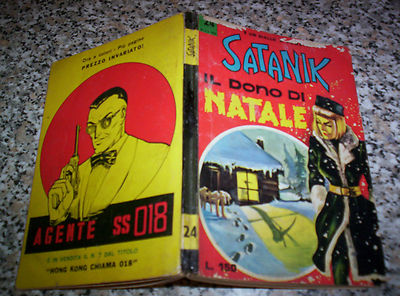 Ora a colori - Più pagine
PREZZO INVARIATO!
AGENTE SS 018
È IN VENDITA IL N. 7 DAL TITOLO
"HONG KONG CHIAMA 018"
SATANIK
24
24
SATANIK
IL DONO DI
NATALE
L. 150